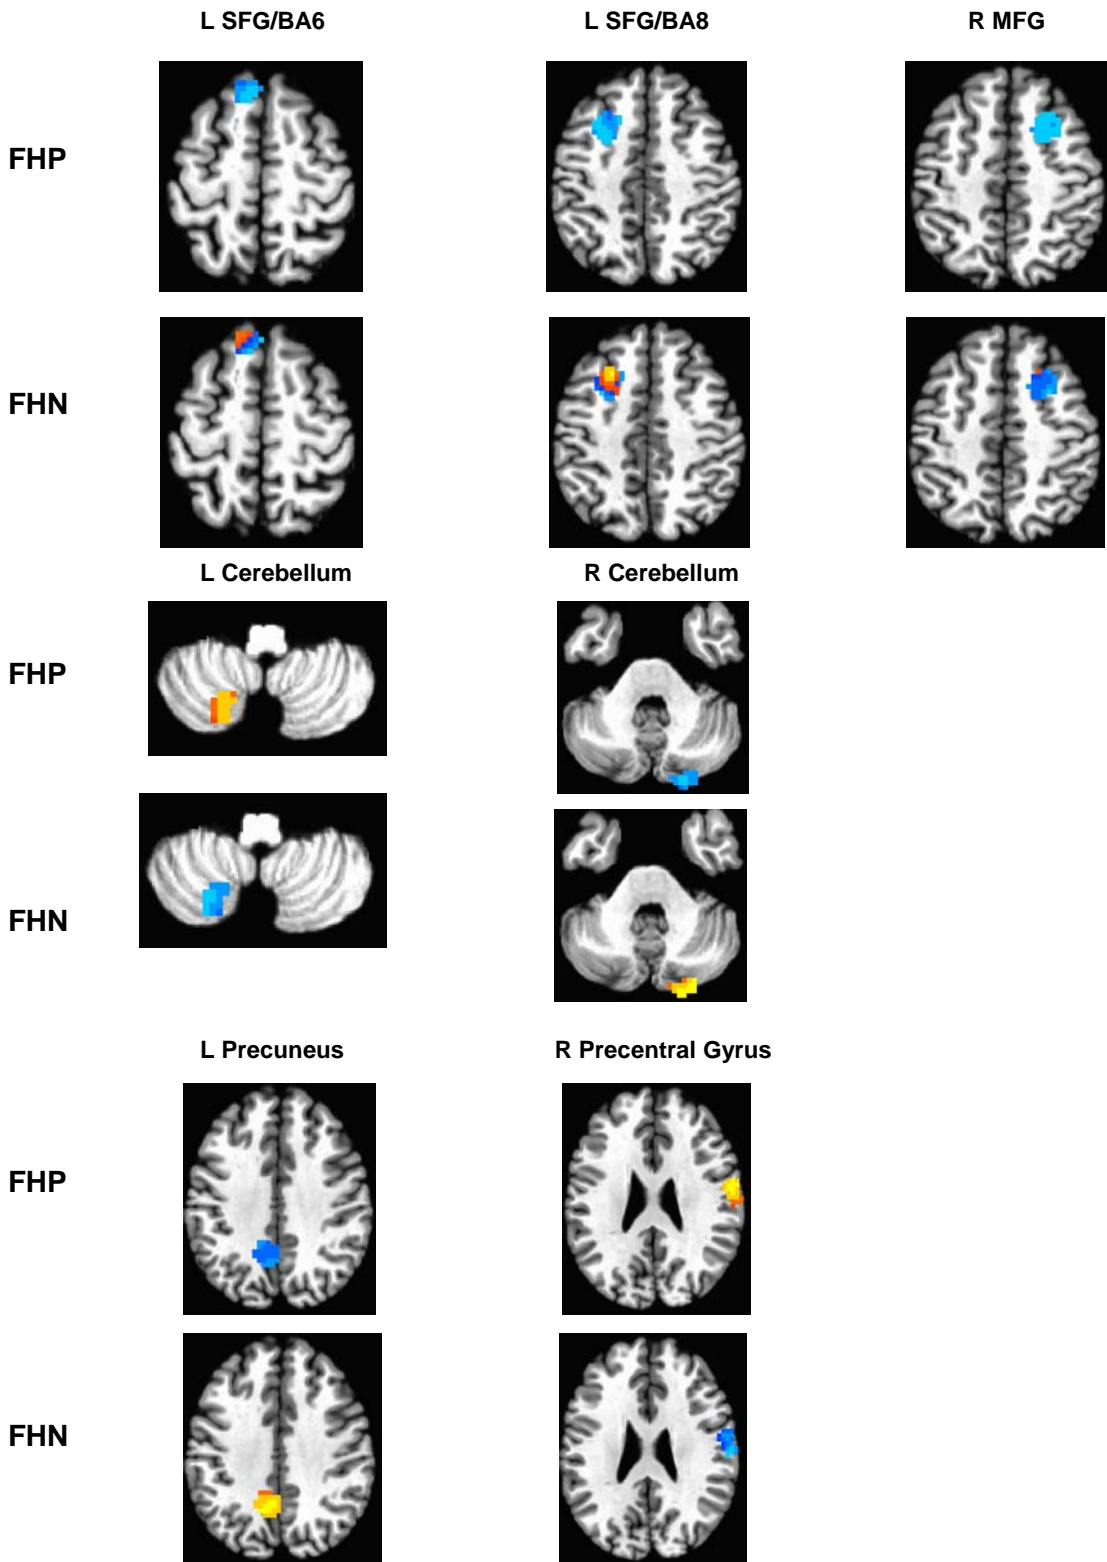 L SFG/BA6 L SFG/BA8 R MFG
FHP
FHN
L Cerebellum R Cerebellum
FHP
FHN
L Precuneus R Precentral Gyrus
FHP
FHN